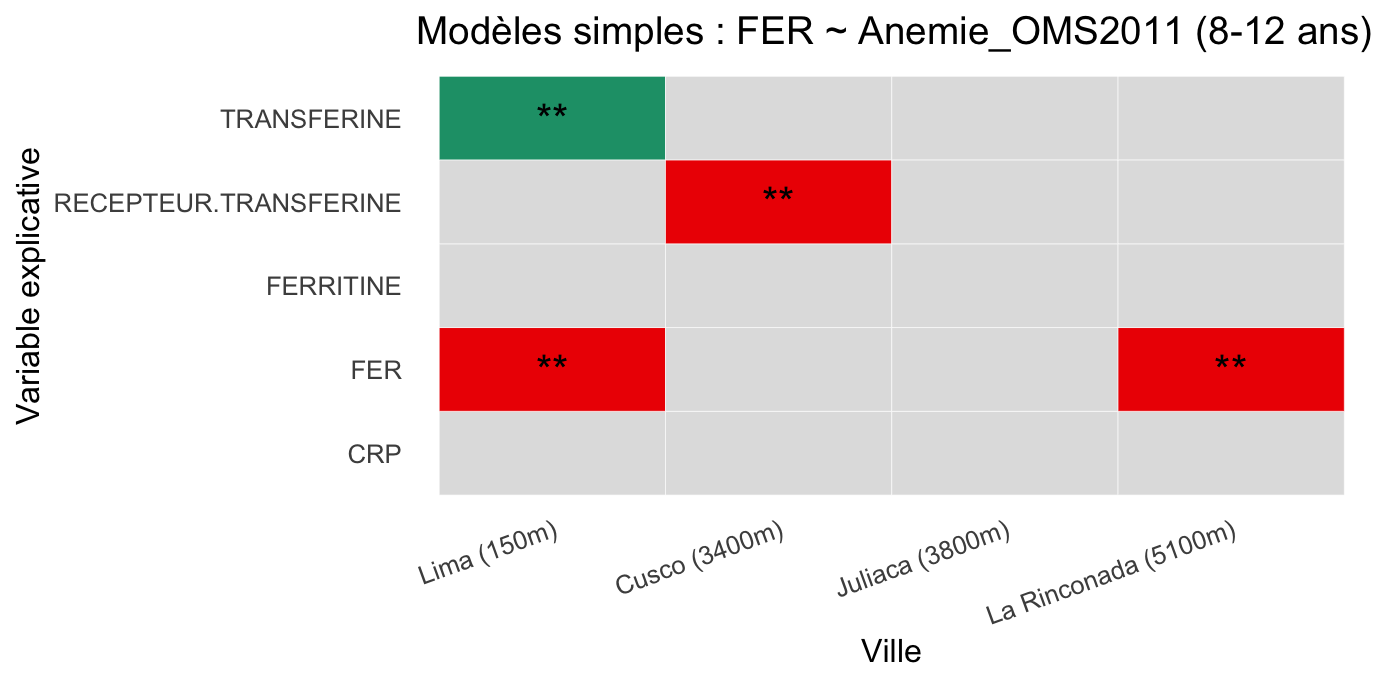 Modèles simples : FER ~ Anemie_OMS2011 (8-12 ans)
Variable explicative
TRANSFERINE
**
RECEPTEUR.TRANSFERINE
**
FERRITINE
FER
**
**
CRP
Lima (150m)
Cusco (3400m)
Juliaca (3800m)
La Rinconada (5100m)
Ville